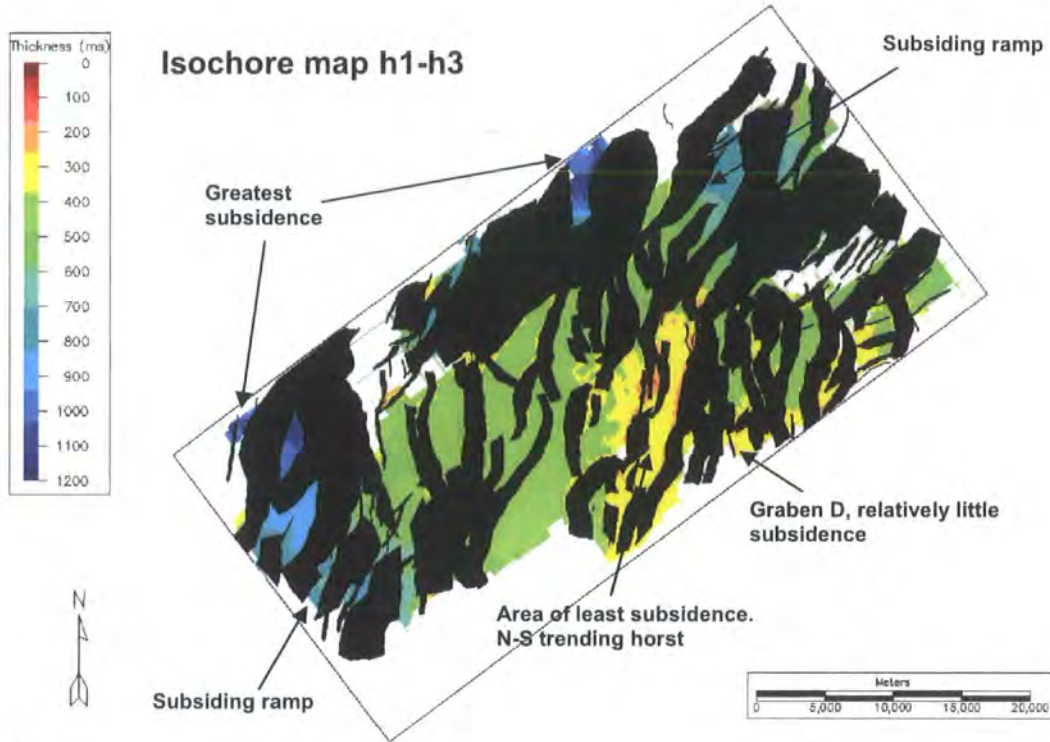 Thickness (ms)
0
100
200
300
400
500
600
700
800
900
1000
1100
1200
Isochore map h1-h3
Subsiding ramp
Greatest
subsidence
Graben D, relatively little
subsidence
Area of least subsidence.
N-S trending horst
Subsiding ramp
N
Meters
0 5,000 10,000 15,000 20,000